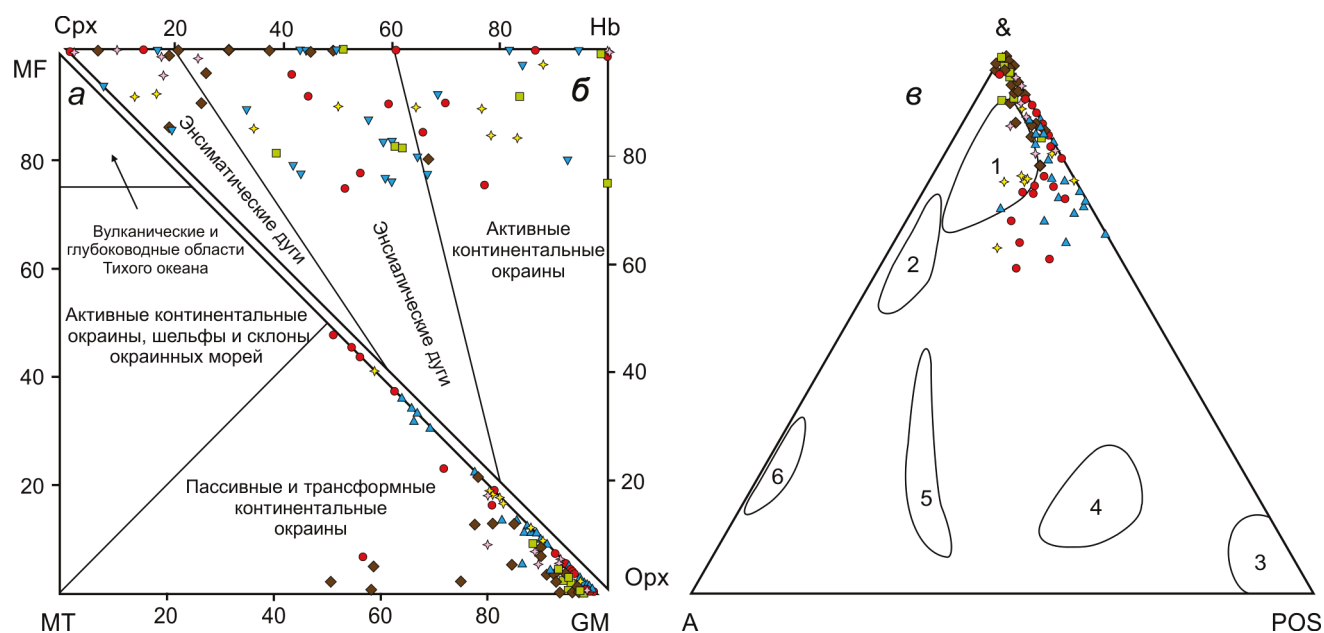 Cpx 20 40 60 80 Hb
MF
а
б
80
60
40
20
80
60
40
20
Opx
MT 20 40 60 80 GM
Энсиматические дуги
Энсиалические дуги
Активные
континентальные
окраины
Вулканические и
глубоководные области
Тихого океана
Активные континентальные
окраины, шельфы и склоны
окраинных морей
Пассивные и трансформные
континентальные
окраины
&
в
1
2
6
5
4
3
A
POS